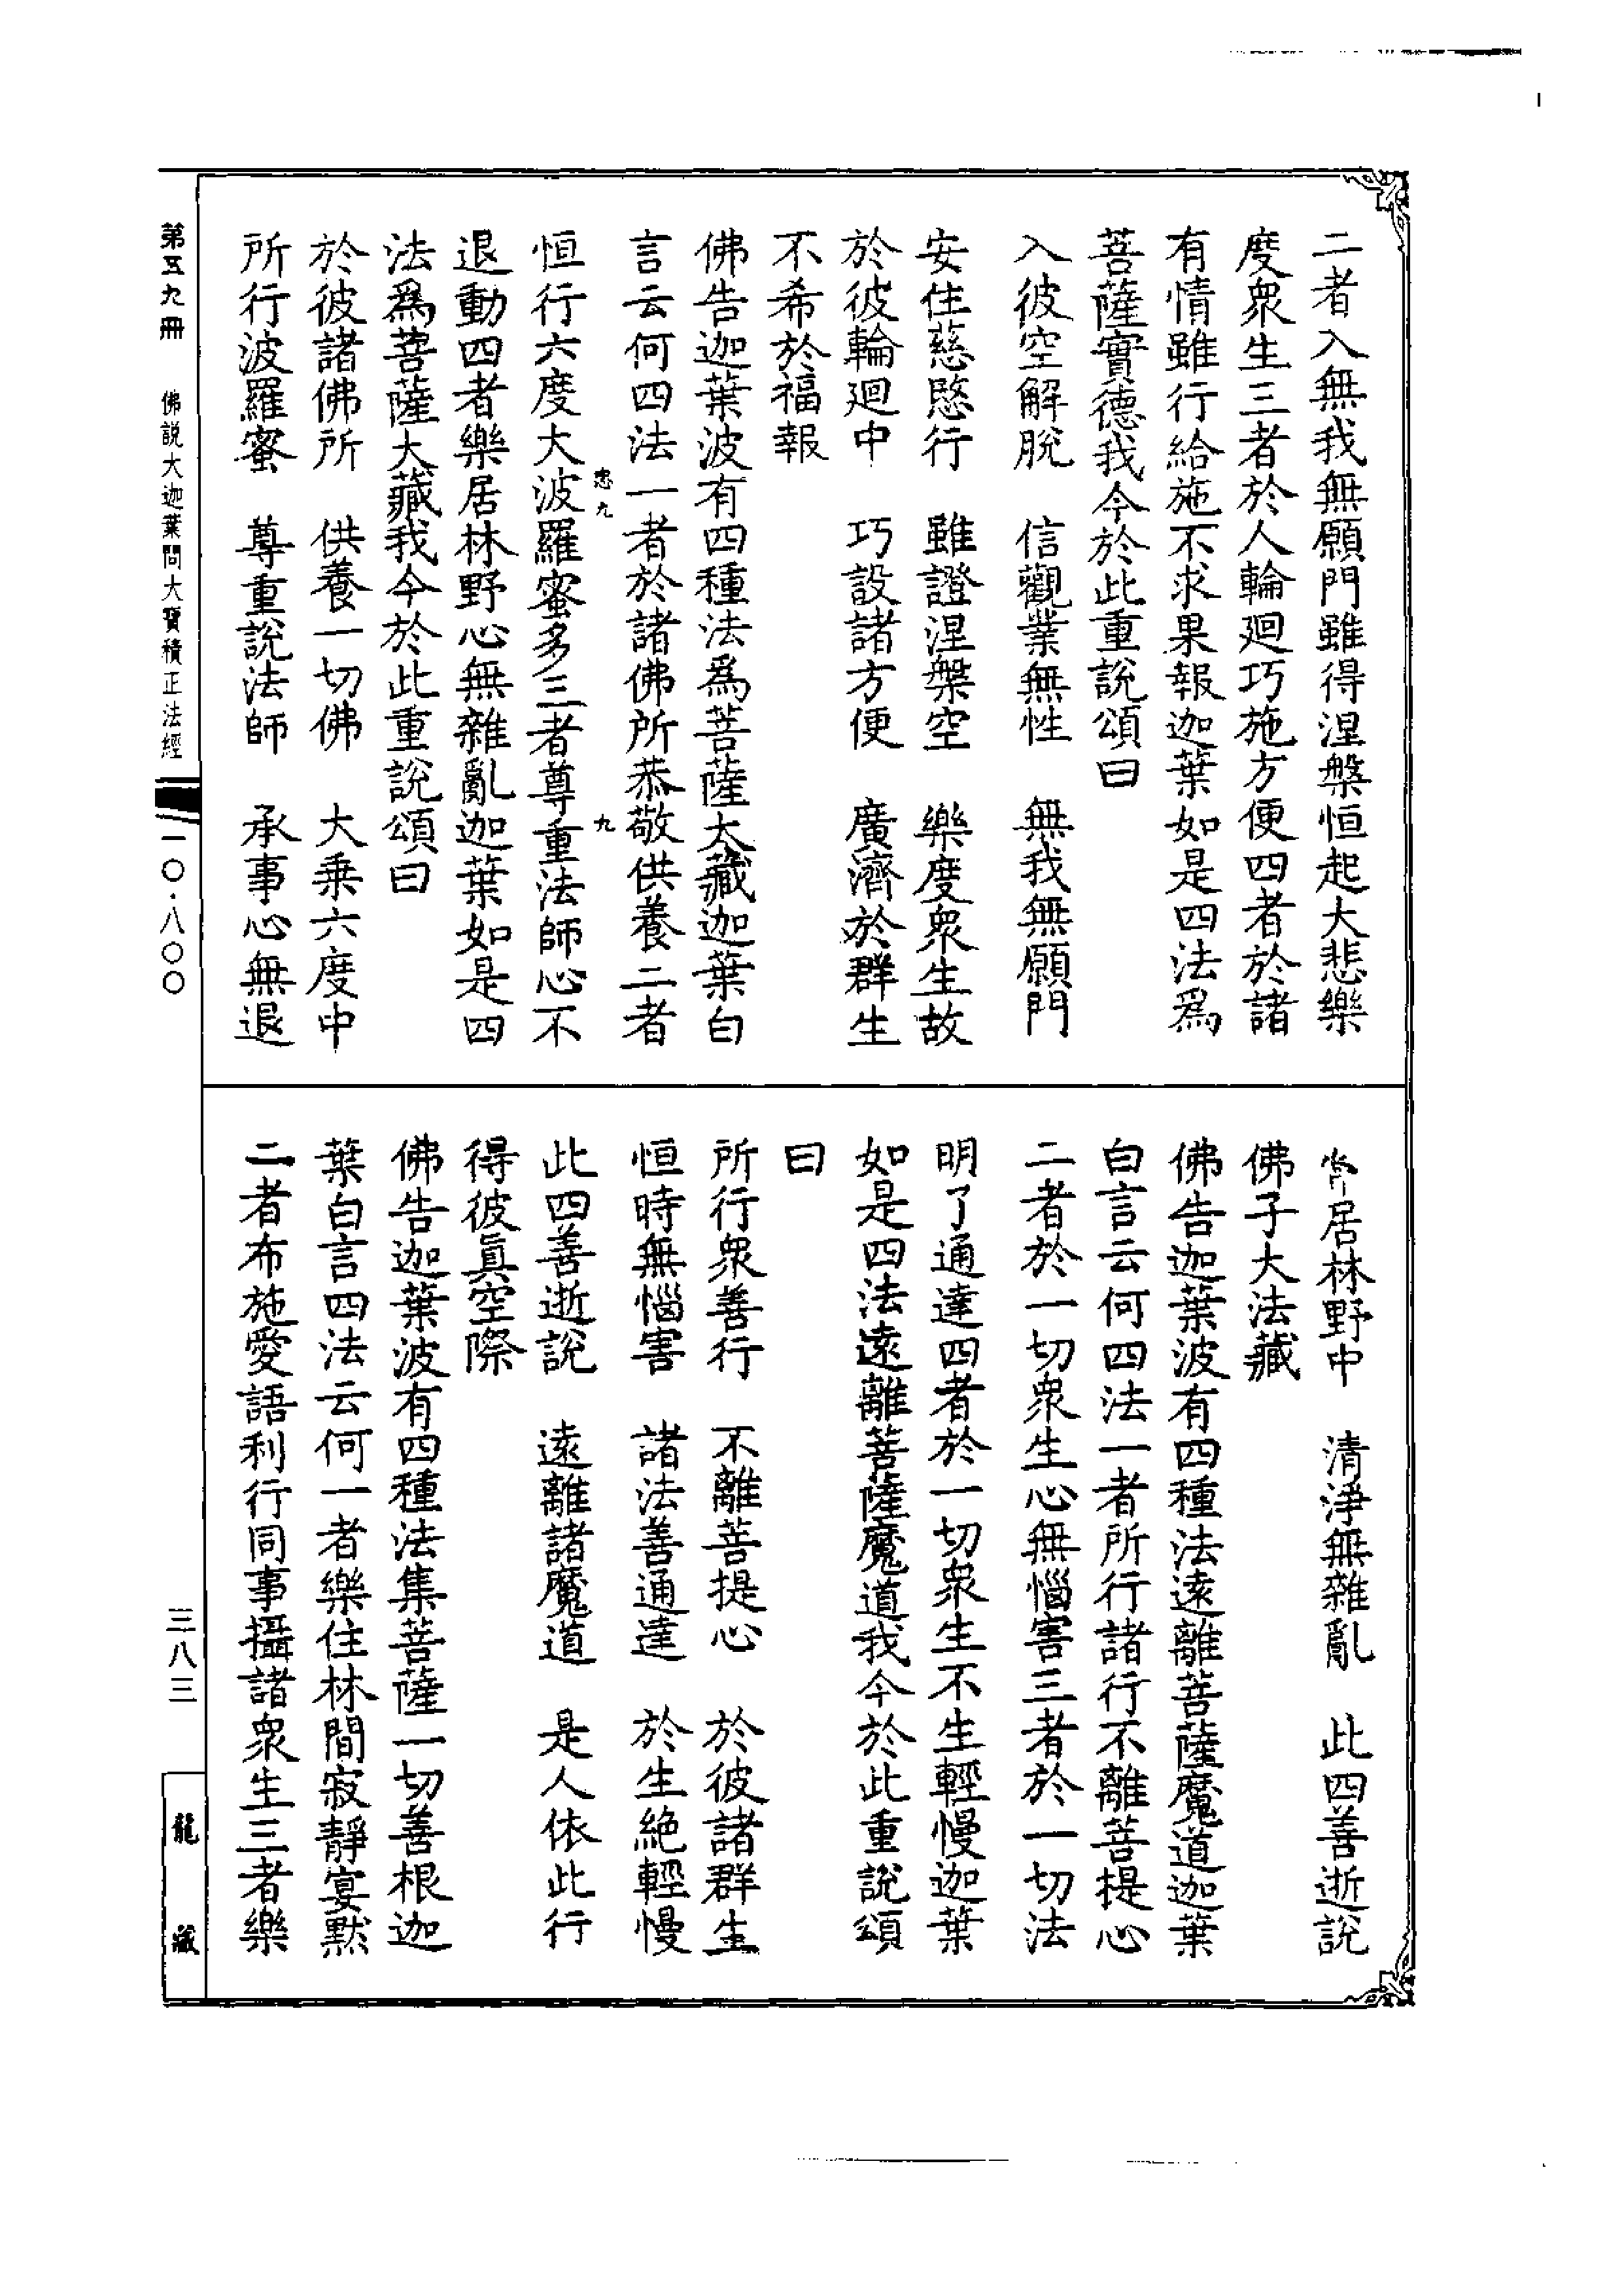 二者入無我無願門雖得涅槃恒起大悲樂
度衆生三者於人輪廻巧施方便四者於諸
有情雖行給施不求果報迦葉如是四法爲
菩薩實德我今於此重說頌曰
入彼空解脫　信觀業無性　無我無願門
安住慈愍行　雖證涅槃空　樂度衆生故
於彼輪廻中　巧設諸方便　廣濟於群生
不希於福報
佛告迦葉波有四種法爲菩薩大藏迦葉白
言云何四法一者於諸佛所恭敬供養二者
忠九　九
恒行六度大波羅蜜多三者尊重法師心不
退動四者樂居林野心無雜亂迦葉如是四
法爲菩薩大藏我今於此重說頌曰
於彼諸佛所　供養一切佛　大乗六度中
所行波羅蜜　尊重說法師　承事心無退
常居林野中　清淨無雜亂　此四善逝說
佛子大法藏
佛告迦葉波有四種法遠離菩薩魔道迦葉
白言云何四法一者所行諸行不離菩提心
二者於一切衆生心無惱害三者於一切法
明了通達四者於一切衆生不生輕慢迦葉
如是四法遠離菩薩魔道我今於此重說頌
曰
所行衆善行　不離菩提心　於彼諸群生
恒時無惱害　諸法善通達　於生絶輕慢
此四善逝說　遠離諸魔道　是人依此行
得彼眞空際
佛告迦葉波有四種法集菩薩一切善根迦
葉白言四法云何一者樂住林間寂靜宴默
二者布施愛語利行同事攝諸衆生三者樂
第五九冊　佛説大迦葉問大寶積正法經　一〇·八〇〇
三八三
龍藏